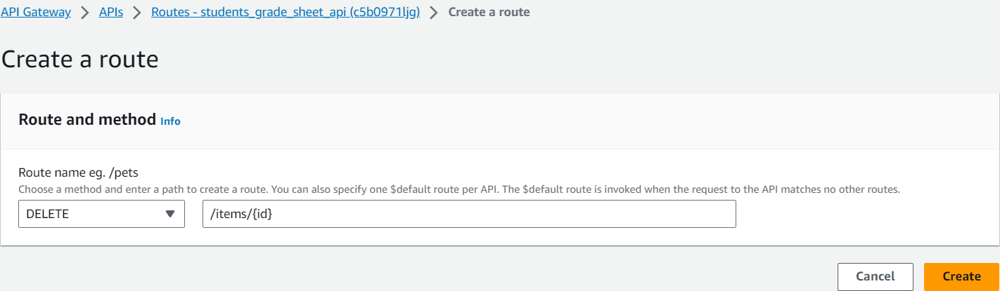 API Gateway > APIs > Routes - students_grade_sheet_api (c5b0971ljg) > Create a route
Create a route
Route and method Info
Route name eg. /pets
Choose a method and enter a path to create a route. You can also specify one $default route per API. The $default route is invoked when the request to the API matches no other routes.
DELETE /items/{id}
Cancel Create